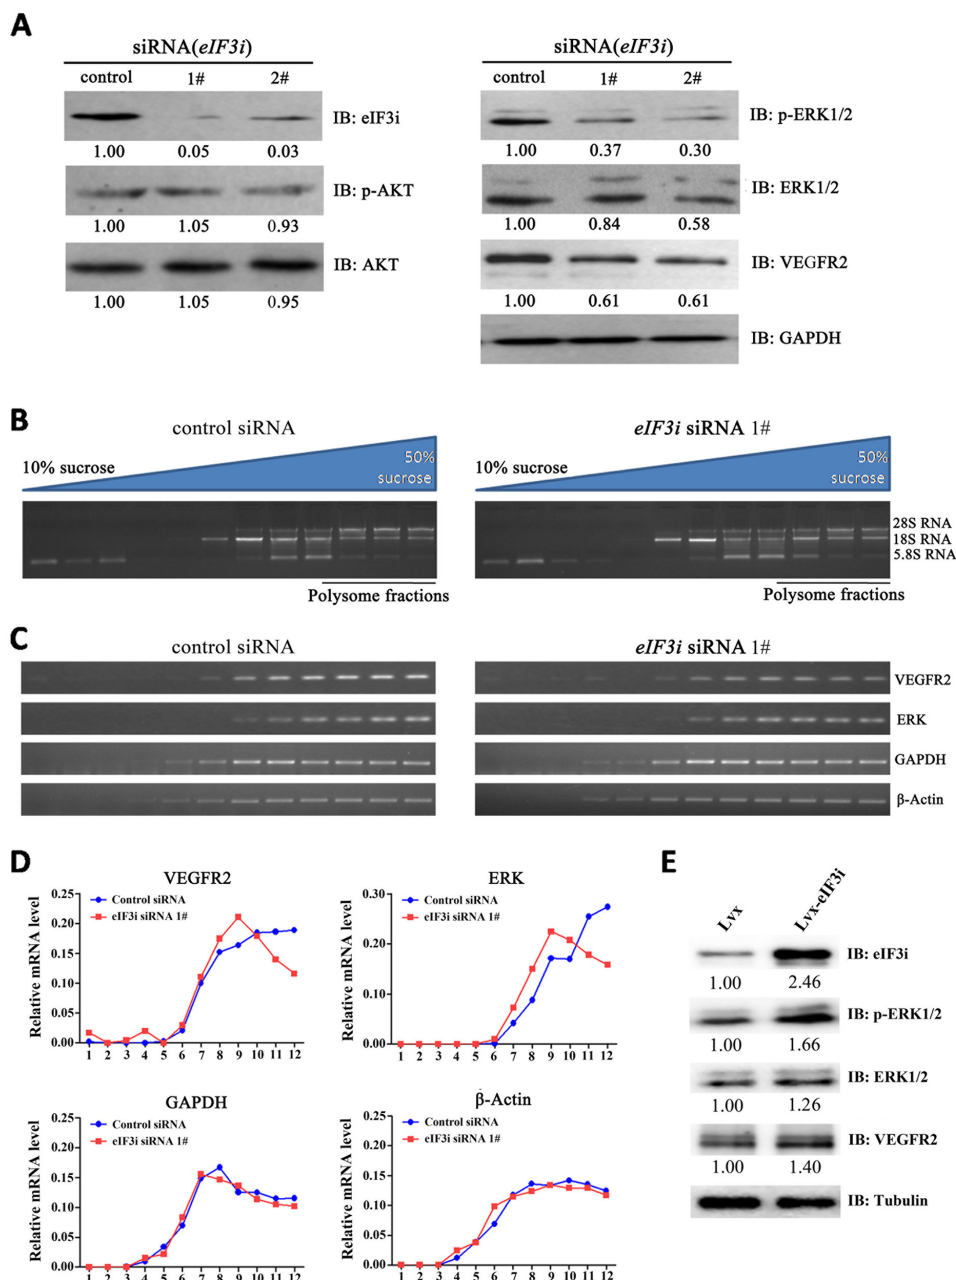 A
siRNA(eIF3i)
control 1# 2#
IB: eIF3i
1.00 0.05 0.03
IB: p-AKT
1.00 1.05 0.93
IB: AKT
1.00 1.05 0.95
siRNA(eIF3i)
control 1# 2#
IB: p-ERK1/2
1.00 0.37 0.30
IB: ERK1/2
1.00 0.84 0.58
IB: VEGFR2
1.00 0.61 0.61
IB: GAPDH
B
control siRNA
10% sucrose
50%
sucrose
Polysome fractions
eIF3i siRNA 1#
10% sucrose
50%
sucrose
28S RNA
18S RNA
5.8S RNA
Polysome fractions
C
control siRNA
eIF3i siRNA 1#
VEGFR2
ERK
GAPDH
β-Actin
D
VEGFR2
Relative mRNA level
0.25
0.20
0.15
0.10
0.05
0.00
Control siRNA
eIF3i siRNA 1#
1 2 3 4 5 6 7 8 9 10 11 12
ERK
Relative mRNA level
0.30
0.20
0.10
0.00
Control siRNA
eIF3i siRNA 1#
1 2 3 4 5 6 7 8 9 10 11 12
GAPDH
Relative mRNA level
0.25
0.20
0.15
0.10
0.05
0.00
Control siRNA
eIF3i siRNA 1#
1 2 3 4 5 6 7 8 9 10 11 12
β-Actin
Relative mRNA level
0.25
0.20
0.15
0.10
0.05
0.00
Control siRNA
eIF3i siRNA 1#
1 2 3 4 5 6 7 8 9 10 11 12
E
Lvx
Lvx-eIF3i
IB: eIF3i
1.00 2.46
IB: p-ERK1/2
1.00 1.66
IB: ERK1/2
1.00 1.26
IB: VEGFR2
1.00 1.40
IB: Tubulin